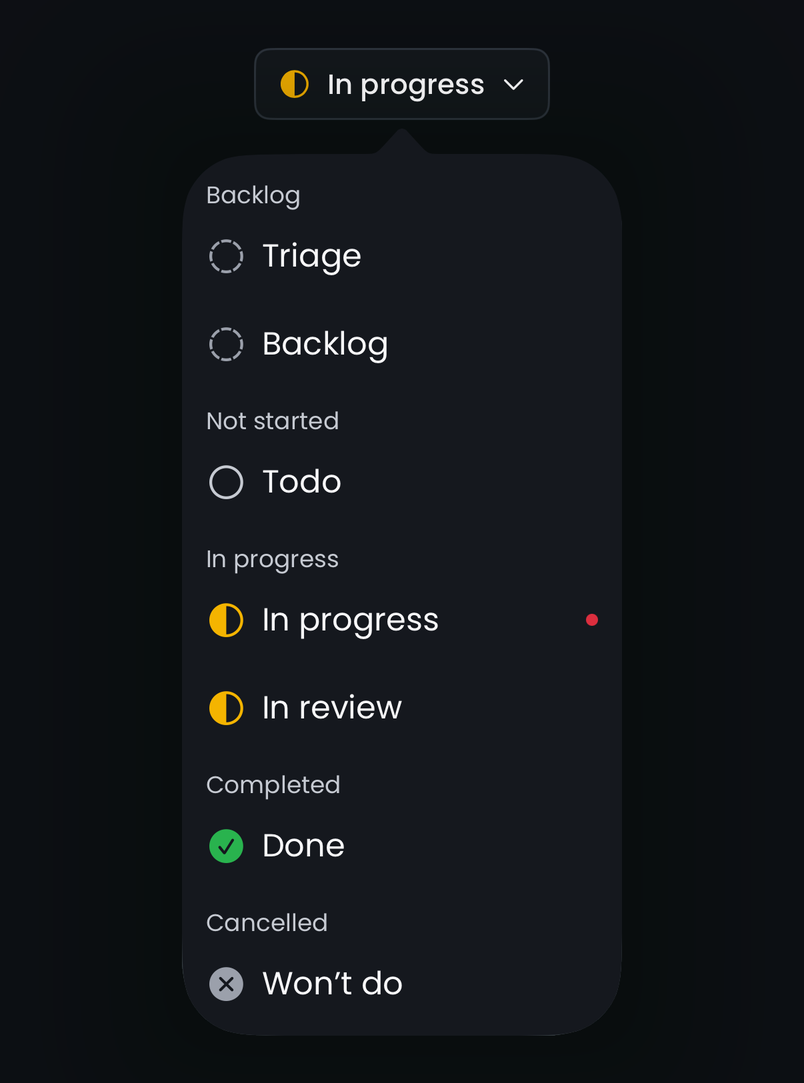 In progress
Backlog
Triage
Backlog
Not started
Todo
In progress
In progress
In review
Completed
Done
Cancelled
Won’t do